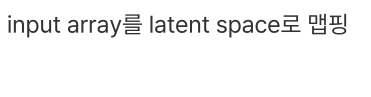 input array를 latent space로 맵핑